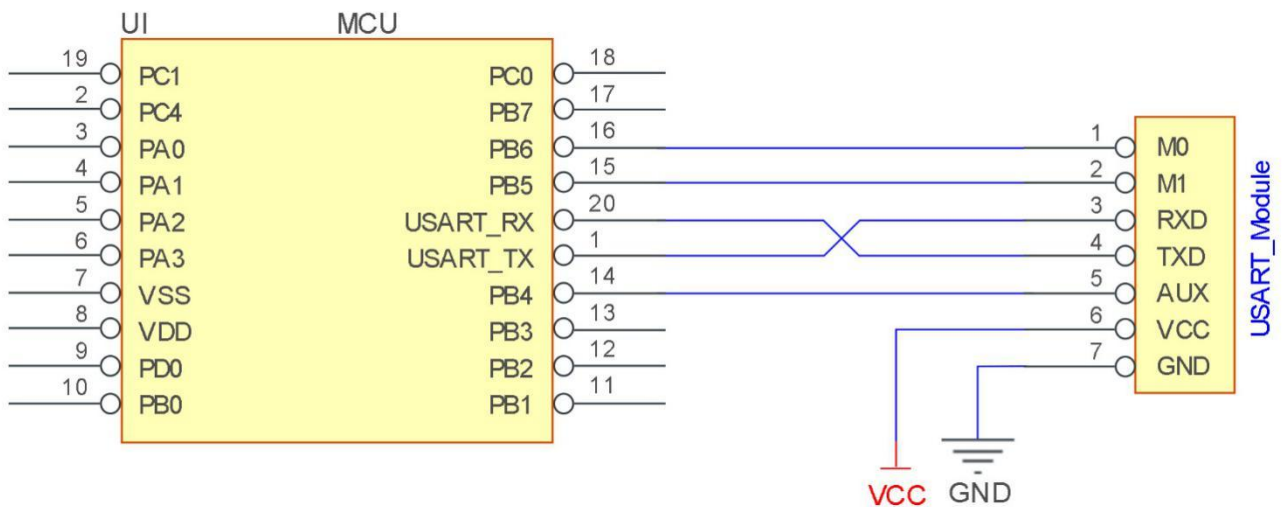 UI MCU
19 PC1 PC0 18
2 PC4 PB7 17
3 PA0 PB6 16 1 M0
4 PA1 PB5 15 2 M1
5 PA2 USART_RX 20 3 RXD
6 PA3 USART_TX 1 4 TXD
7 VSS PB4 14 5 AUX
8 VDD PB3 13 6 VCC
9 PD0 PB2 12 7 GND
10 PB0 PB1 11
USART_Module
VCC GND